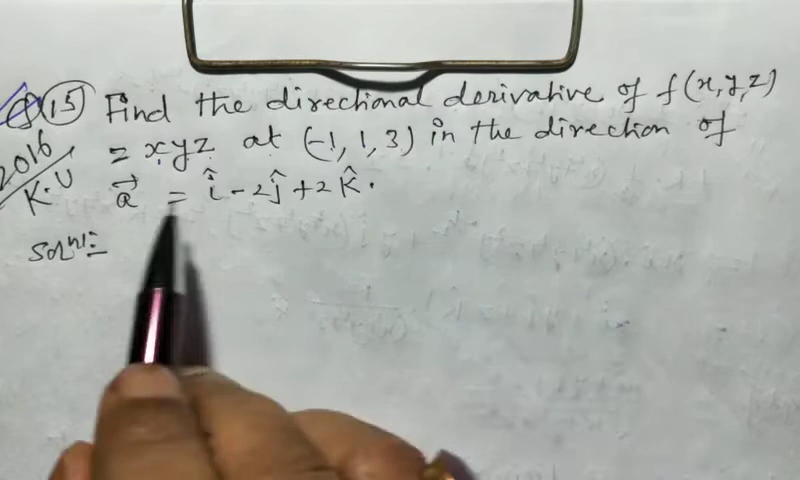 Q 15 Find the directional derivative of f(x,y,z)
= xyz at (-1, 1, 3) in the direction of
2016
K.U
a⃗ = î - 2ĵ + 2k̂.
Solⁿ:-